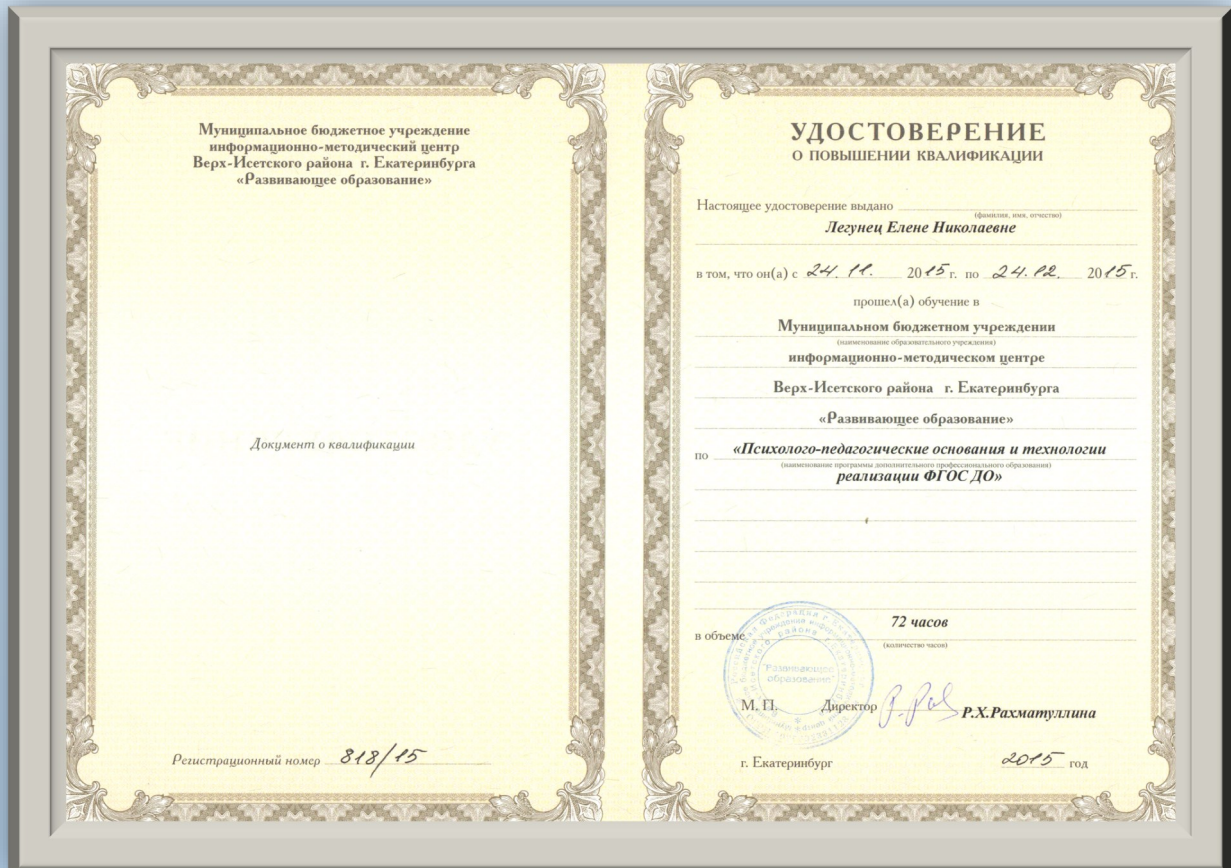 Муниципальное бюджетное учреждение
информационно-методический центр
Верх-Исетского района г. Екатеринбурга
«Развивающее образование»
Документ о квалификации
Регистрационный номер 818/15
УДОСТОВЕРЕНИЕ
О ПОВЫШЕНИИ КВАЛИФИКАЦИИ
Настоящее удостоверение выдано
(фамилия, имя, отчество)
Легунец Елене Николаевне
в том, что он(а) с 24. 11. 2015 г. по 24. 12. 2015 г.
прошел(а) обучение в
Муниципальном бюджетном учреждении
(наименование образовательного учреждения)
информационно-методическом центре
Верх-Исетского района г. Екатеринбурга
«Развивающее образование»
по «Психолого-педагогические основания и технологии
(наименование программы дополнительного профессионального образования)
реализации ФГОС ДО»
72 часов
в объеме
(количество часов)
"Развивающее
образование"
М. П. Директор Р.Х.Рахматуллина
г. Екатеринбург 2015 год